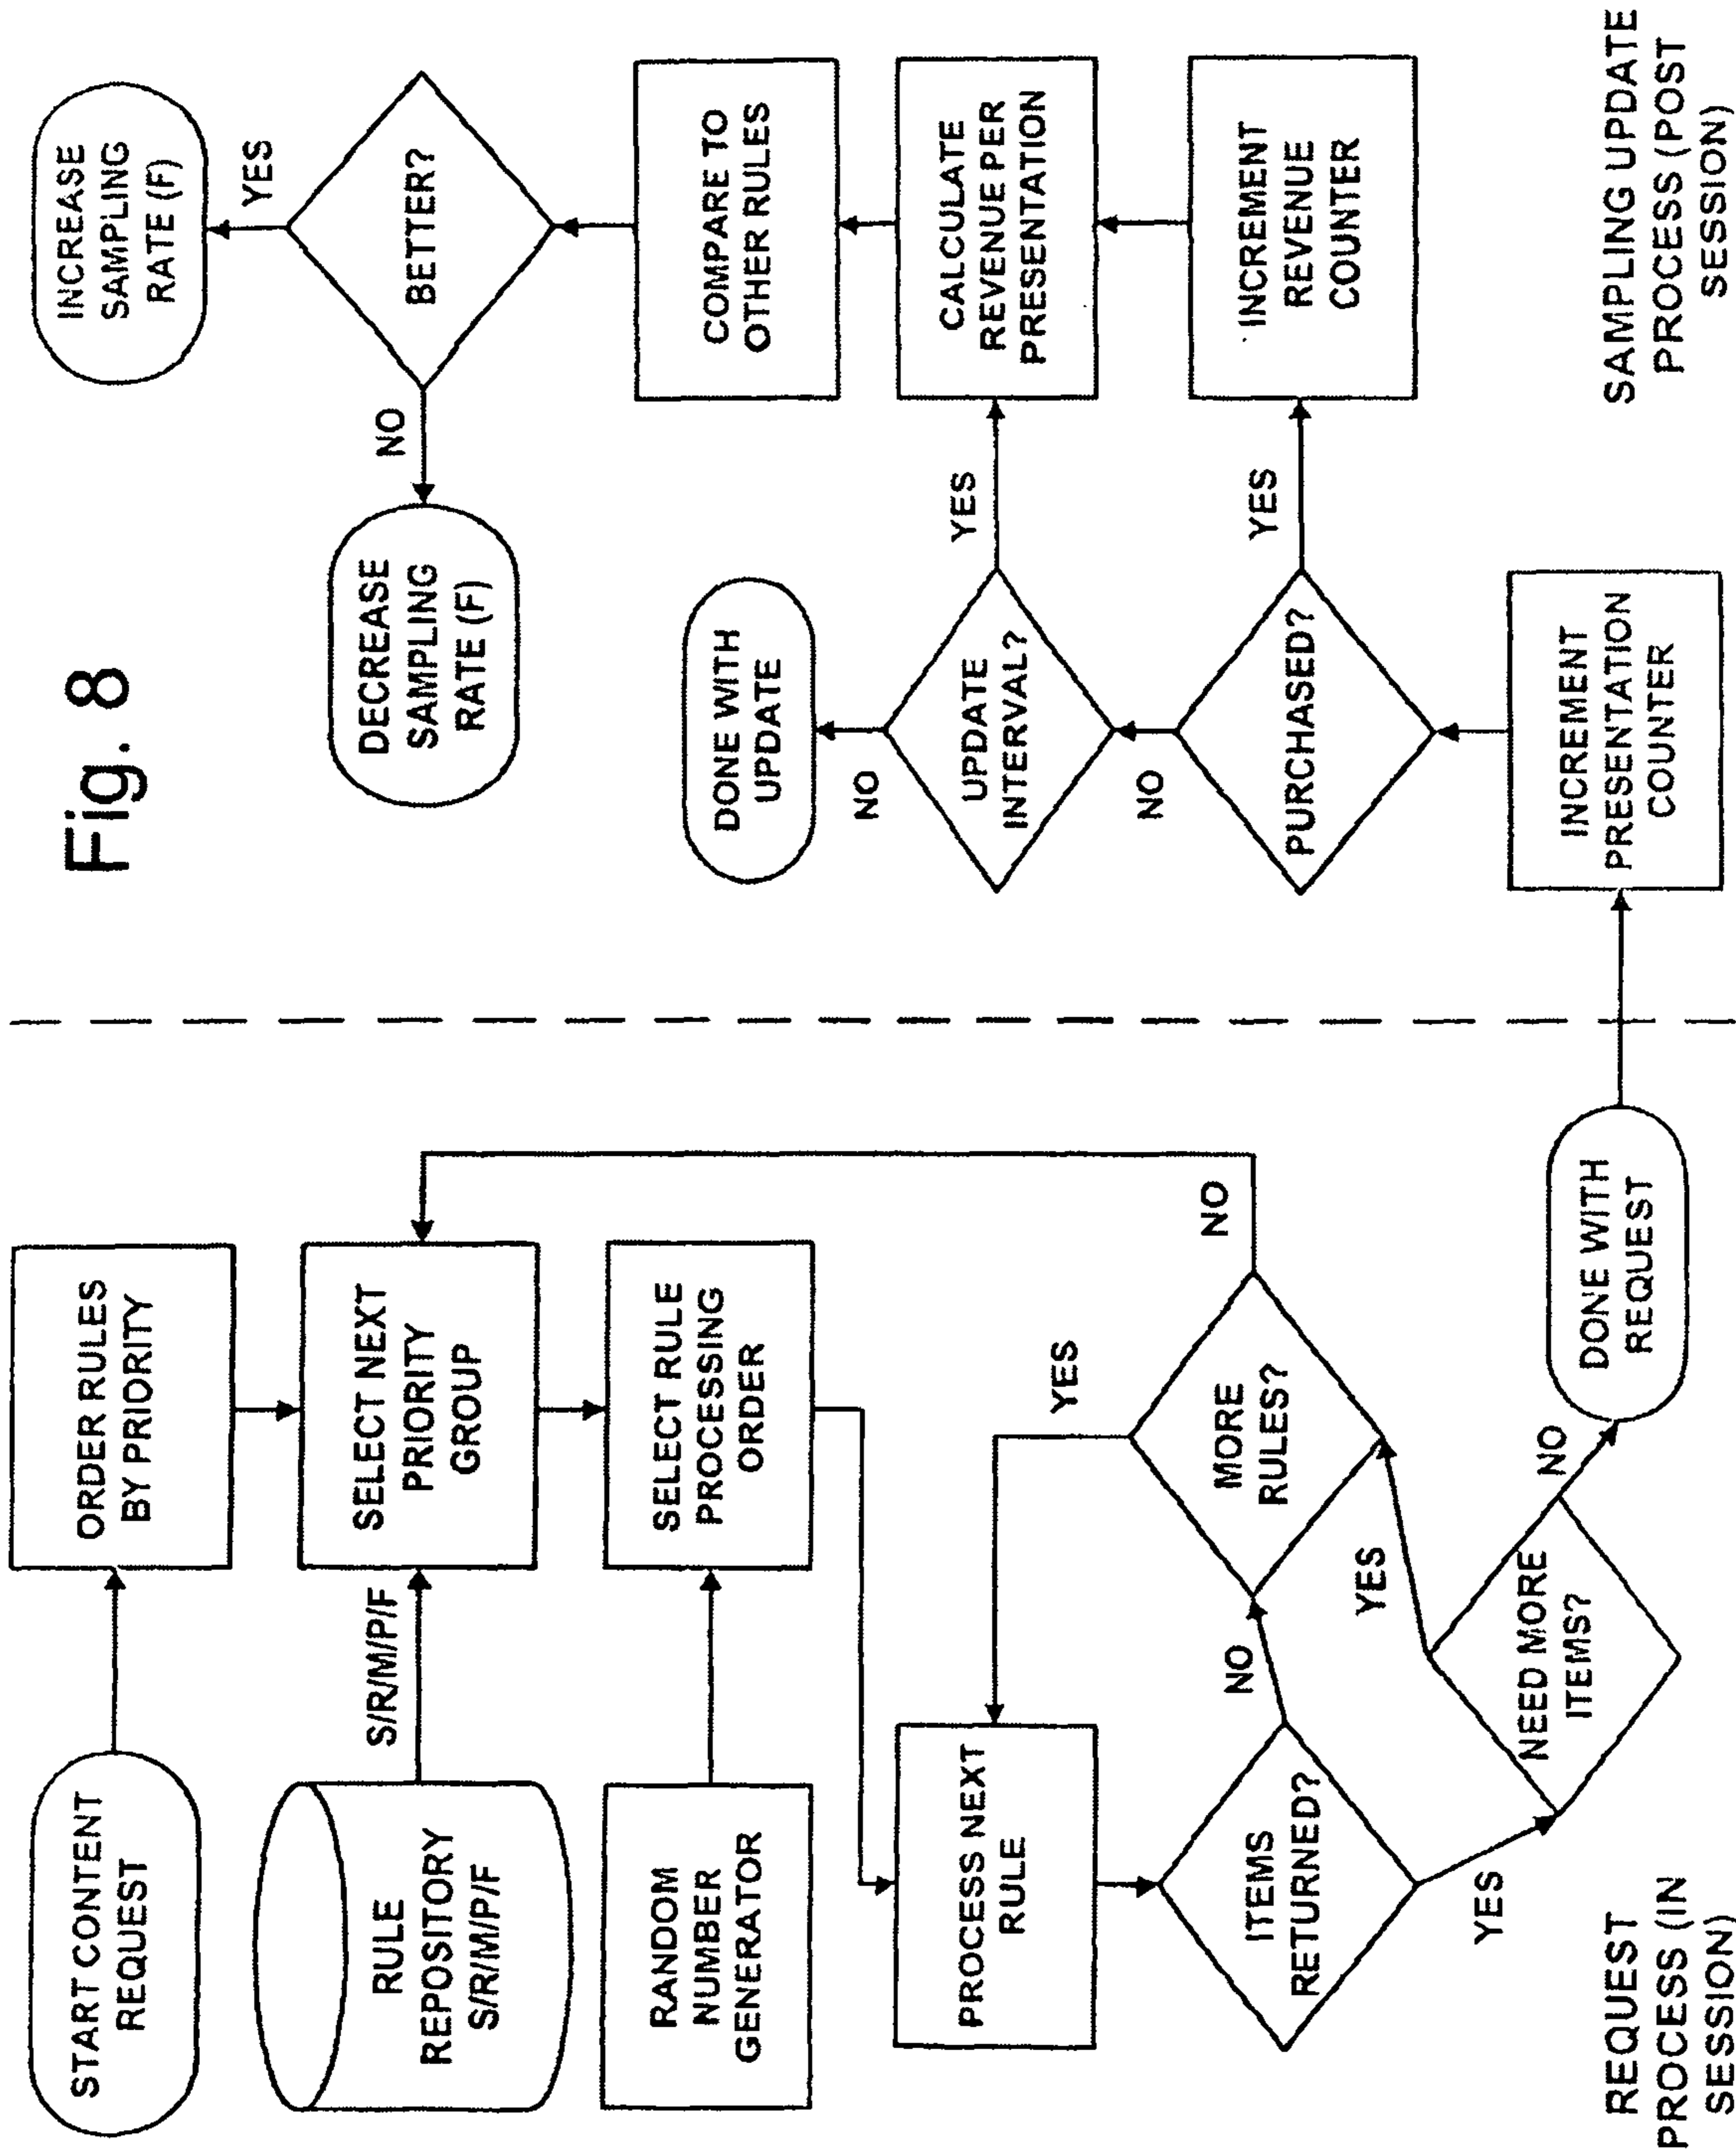 Fig. 8
START CONTENT
REQUEST
ORDER RULES
BY PRIORITY
RULE
REPOSITORY
S/R/M/P/F
S/R/M/P/F
SELECT NEXT
PRIORITY
GROUP
RANDOM
NUMBER
GENERATOR
SELECT RULE
PROCESSING
ORDER
PROCESS NEXT
RULE
YES
NO
ITEMS
RETURNED?
NO
MORE
RULES?
YES
YES
NEED MORE
ITEMS?
NO
DONE WITH
REQUEST
REQUEST
PROCESS (IN
SESSION)
INCREASE
SAMPLING
RATE (F)
YES
BETTER?
NO
DECREASE
SAMPLING
RATE (F)
COMPARE TO
OTHER RULES
DONE WITH
UPDATE
NO
UPDATE
INTERVAL?
YES
CALCULATE
REVENUE PER
PRESENTATION
NO
PURCHASED?
YES
INCREMENT
REVENUE
COUNTER
INCREMENT
PRESENTATION
COUNTER
SAMPLING UPDATE
PROCESS (POST
SESSION)